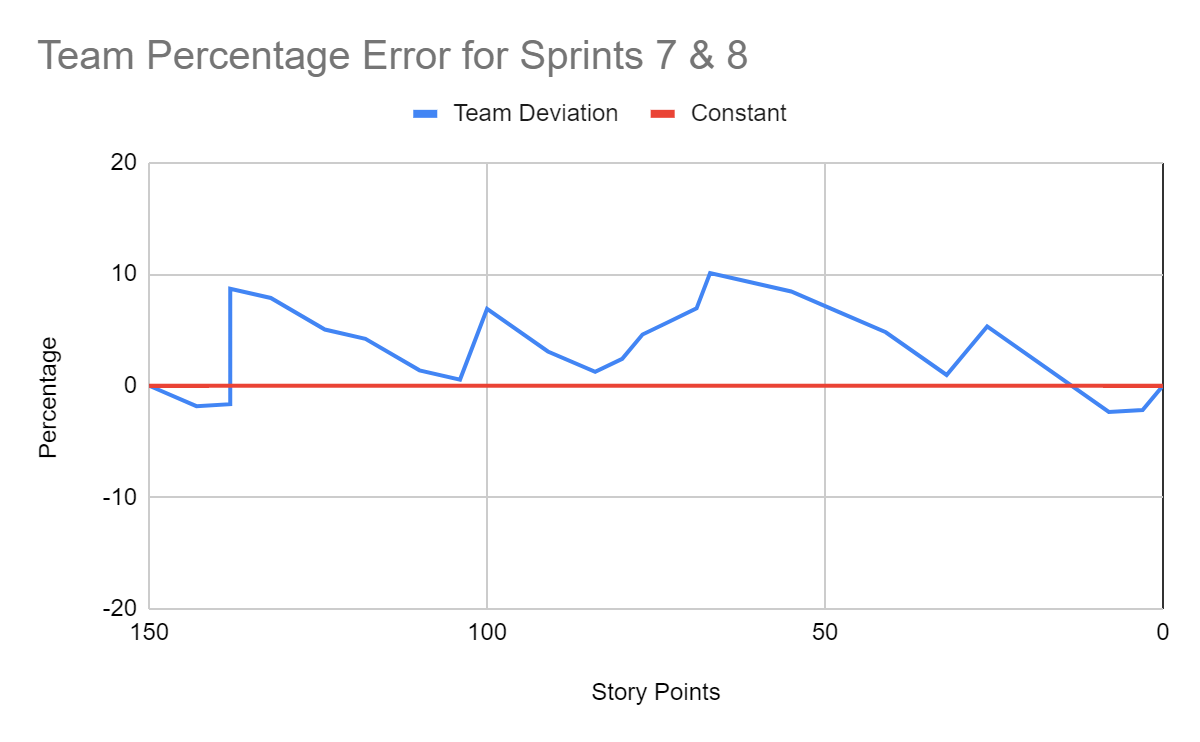 Team Percentage Error for Sprints 7 & 8
Team Deviation Constant
20
10
0
-10
-20
Percentage
150 100 50 0
Story Points